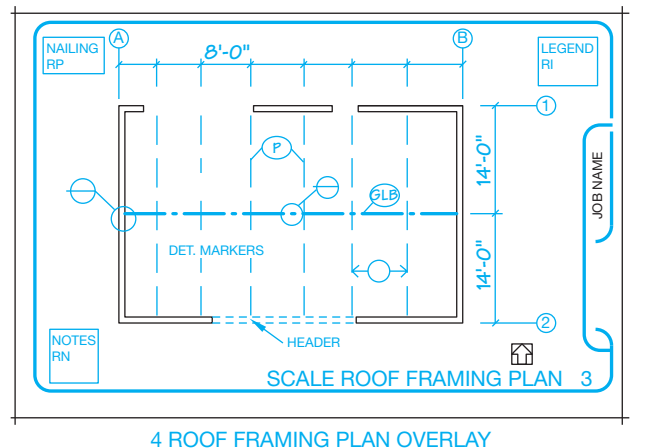 NAILING
RP
A
8'-0"
B
LEGEND
RI
1
P
14'-0"
JOB NAME
GLB
DET. MARKERS
14'-0"
2
NOTES
RN
HEADER
SCALE ROOF FRAMING PLAN 3
4 ROOF FRAMING PLAN OVERLAY